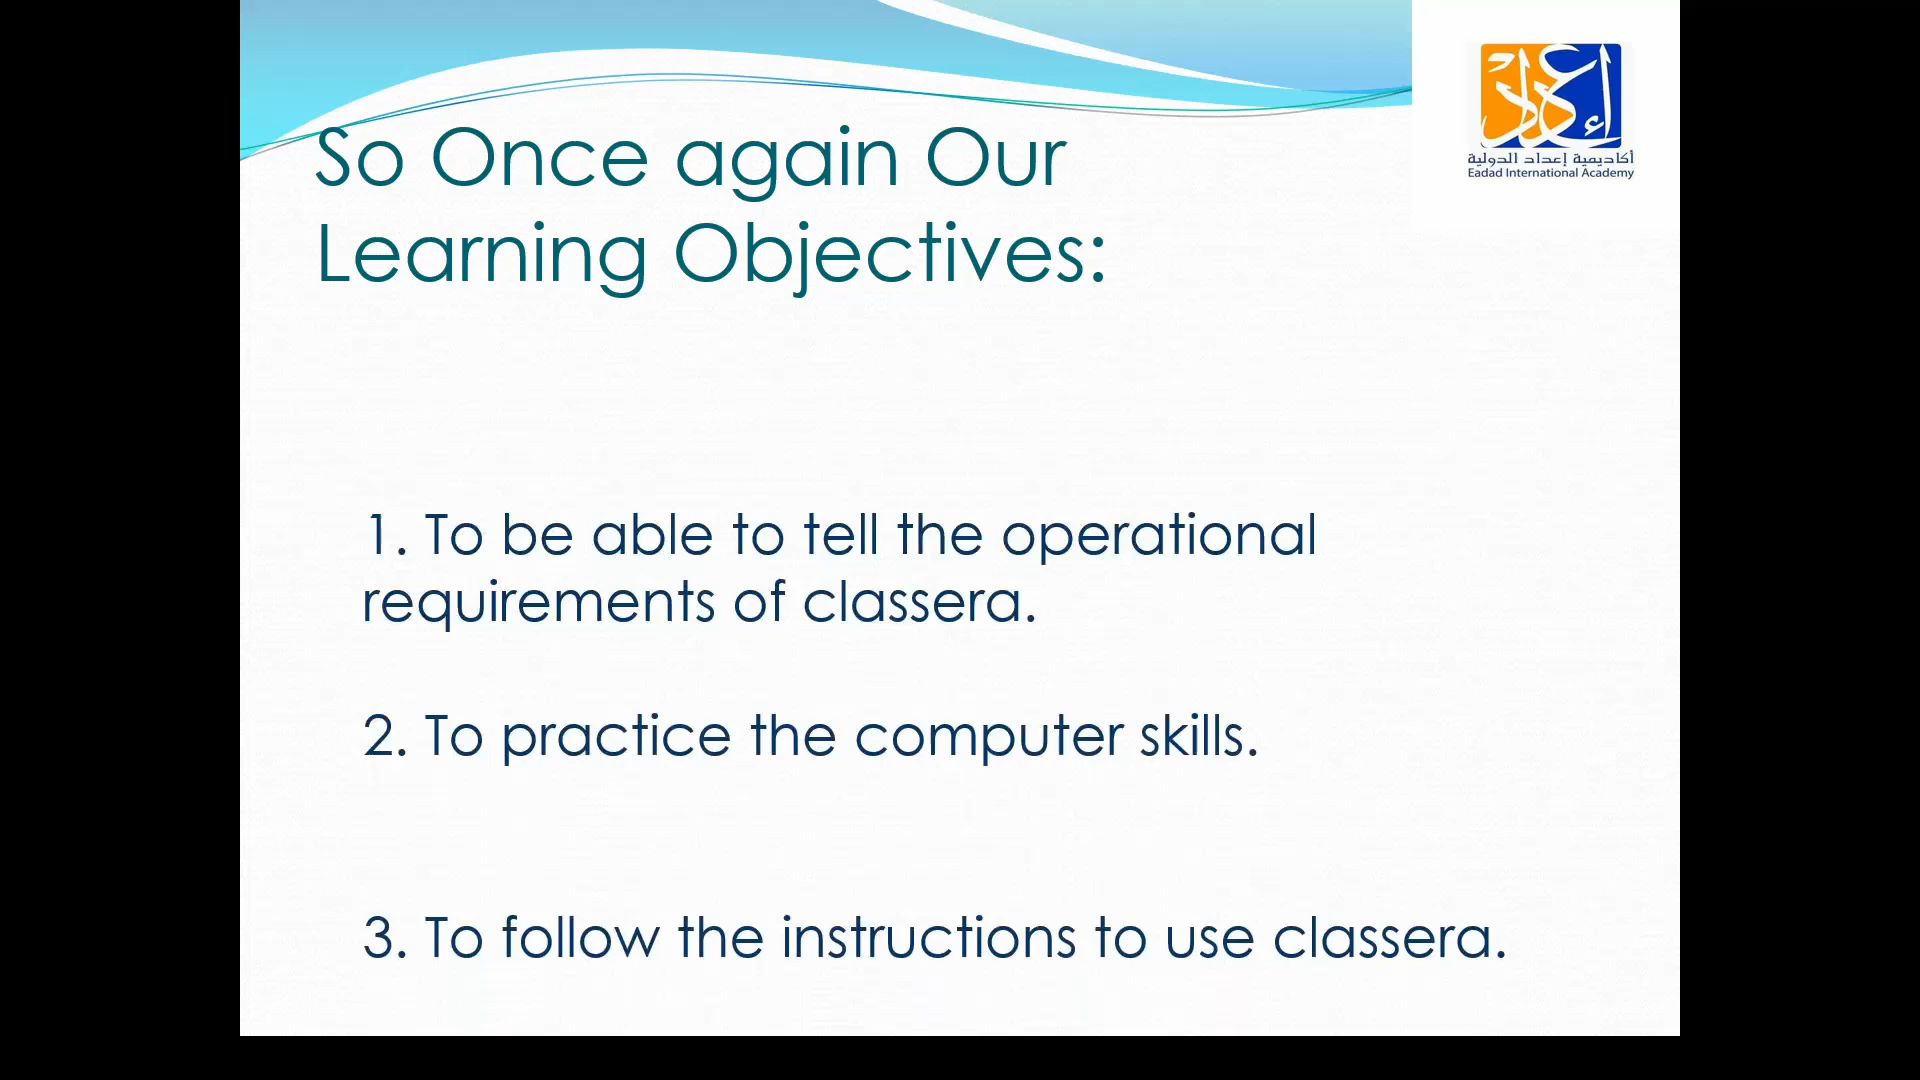 إعداد
أكاديمية إعداد الدولية
Eadad International Academy
So Once again Our
Learning Objectives:
1. To be able to tell the operational
requirements of classera.
2. To practice the computer skills.
3. To follow the instructions to use classera.